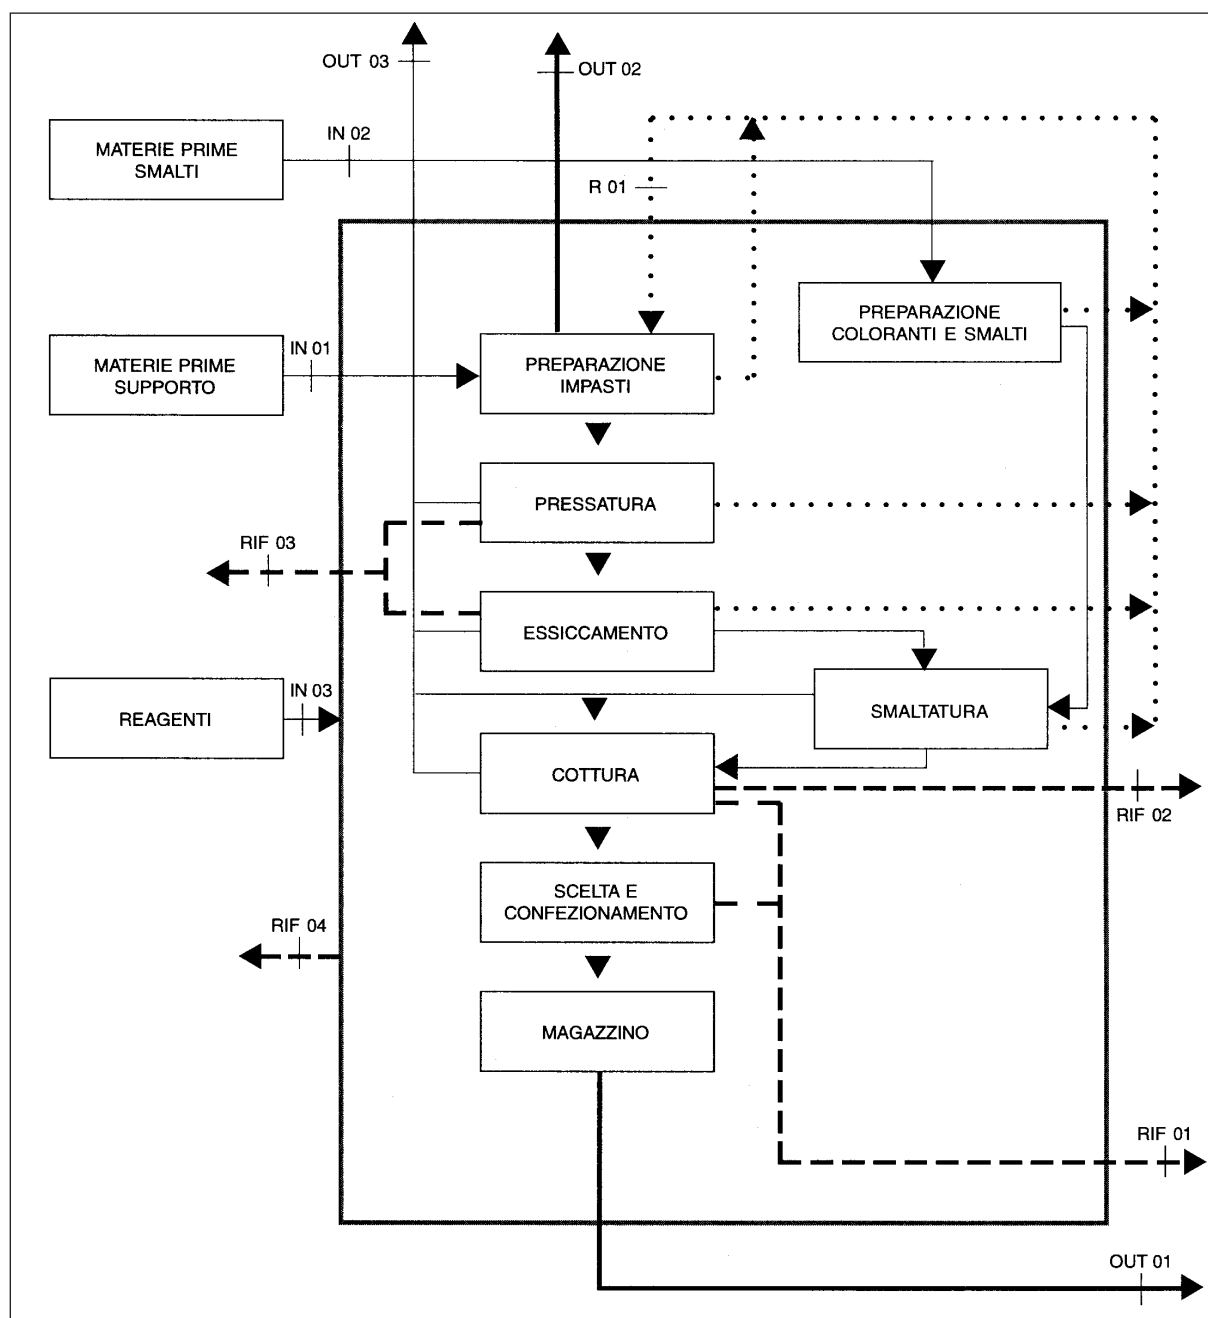 OUT 03
OUT 02
IN 02
MATERIE PRIME
SMALTI
R 01
PREPARAZIONE
COLORANTI E SMALTI
IN 01
MATERIE PRIME
SUPPORTO
PREPARAZIONE
IMPASTI
PRESSATURA
RIF 03
ESSICCAMENTO
IN 03
REAGENTI
SMALTATURA
COTTURA
RIF 02
SCELTA E
CONFEZIONAMENTO
RIF 04
MAGAZZINO
RIF 01
OUT 01